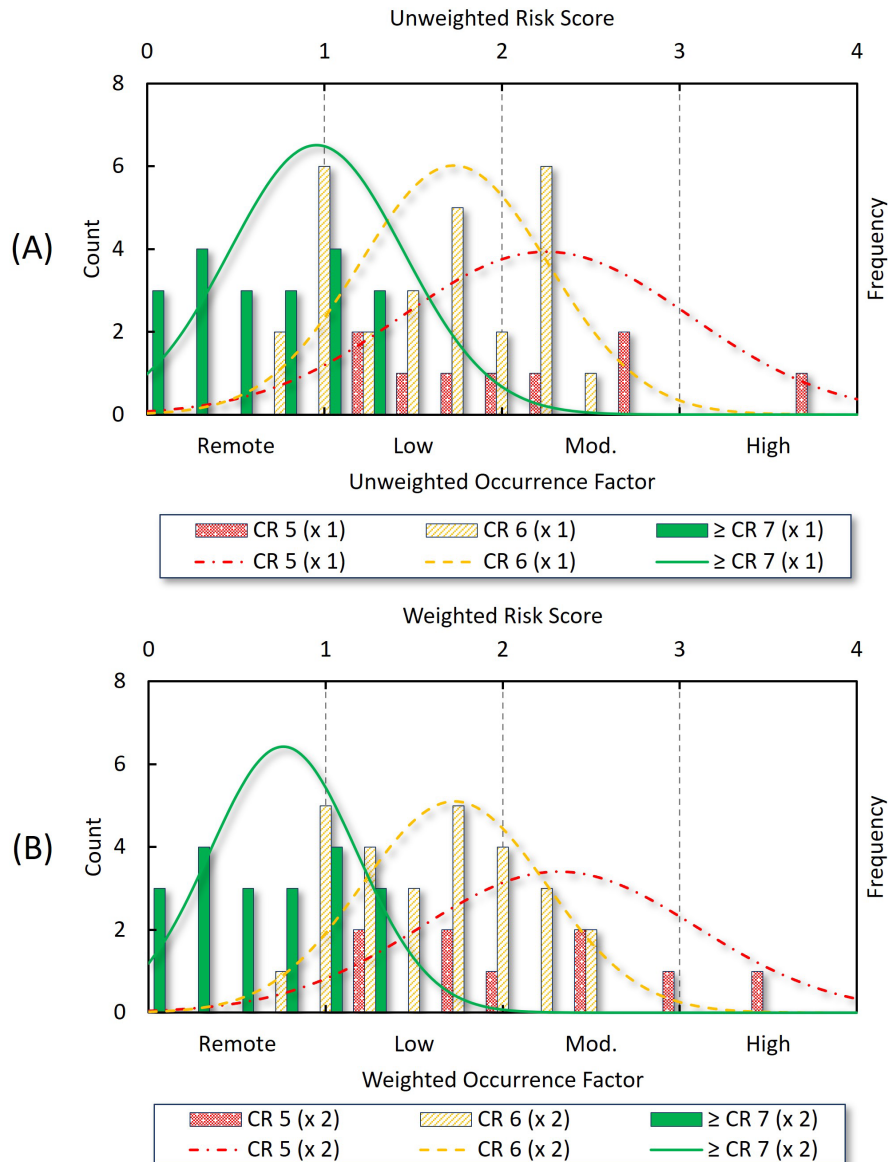 Unweighted Risk Score
0 1 2 3 4
8
6
4
2
0
(A)
Count
Frequency
Remote Low Mod. High
Unweighted Occurrence Factor
CR 5 (x 1) CR 6 (x 1) ≥ CR 7 (x 1)
CR 5 (x 1) CR 6 (x 1) ≥ CR 7 (x 1)
Weighted Risk Score
0 1 2 3 4
8
6
4
2
0
(B)
Count
Frequency
Remote Low Mod. High
Weighted Occurrence Factor
CR 5 (x 2) CR 6 (x 2) ≥ CR 7 (x 2)
CR 5 (x 2) CR 6 (x 2) ≥ CR 7 (x 2)